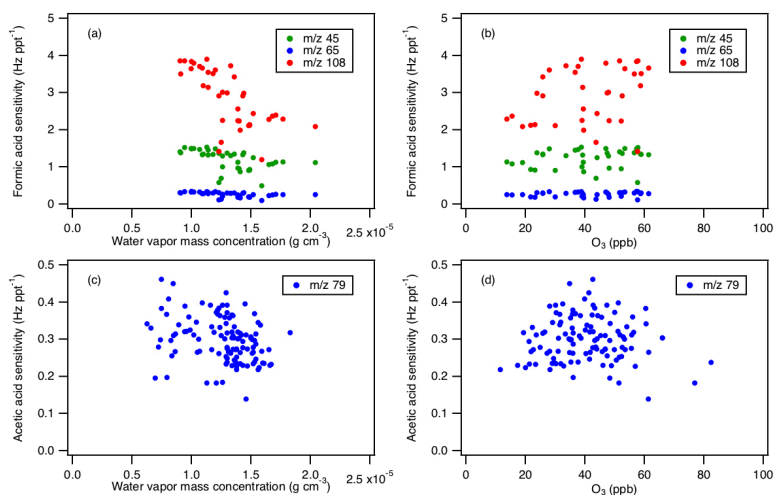 (a)
m/z 45
m/z 65
m/z 108
Formic acid sensitivity (Hz ppt⁻¹)
5
4
3
2
1
0
0.0
0.5
1.0
1.5
2.0
2.5 x10⁻⁵
Water vapor mass concentration (g cm⁻³)
(b)
m/z 45
m/z 65
m/z 108
Formic acid sensitivity (Hz ppt⁻¹)
5
4
3
2
1
0
0
20
40
60
80
100
O₃ (ppb)
(c)
m/z 79
Acetic acid sensitivity (Hz ppt⁻¹)
0.5
0.4
0.3
0.2
0.1
0.0
0.0
0.5
1.0
1.5
2.0
2.5 x10⁻⁵
Water vapor mass concentration (g cm⁻³)
(d)
m/z 79
Acetic acid sensitivity (Hz ppt⁻¹)
0.5
0.4
0.3
0.2
0.1
0.0
0
20
40
60
80
100
O₃ (ppb)